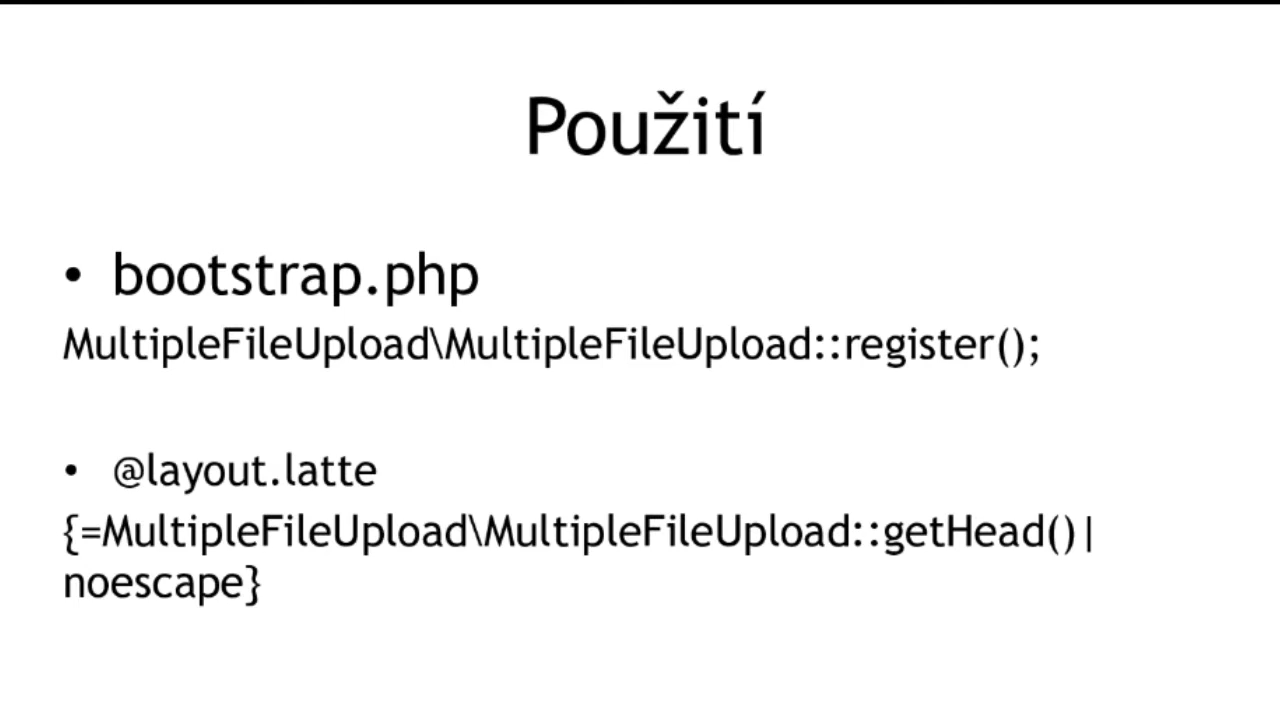 Použití
• bootstrap.php
MultipleFileUpload\MultipleFileUpload::register();
• @layout.latte
{=MultipleFileUpload\MultipleFileUpload::getHead()|
noescape}